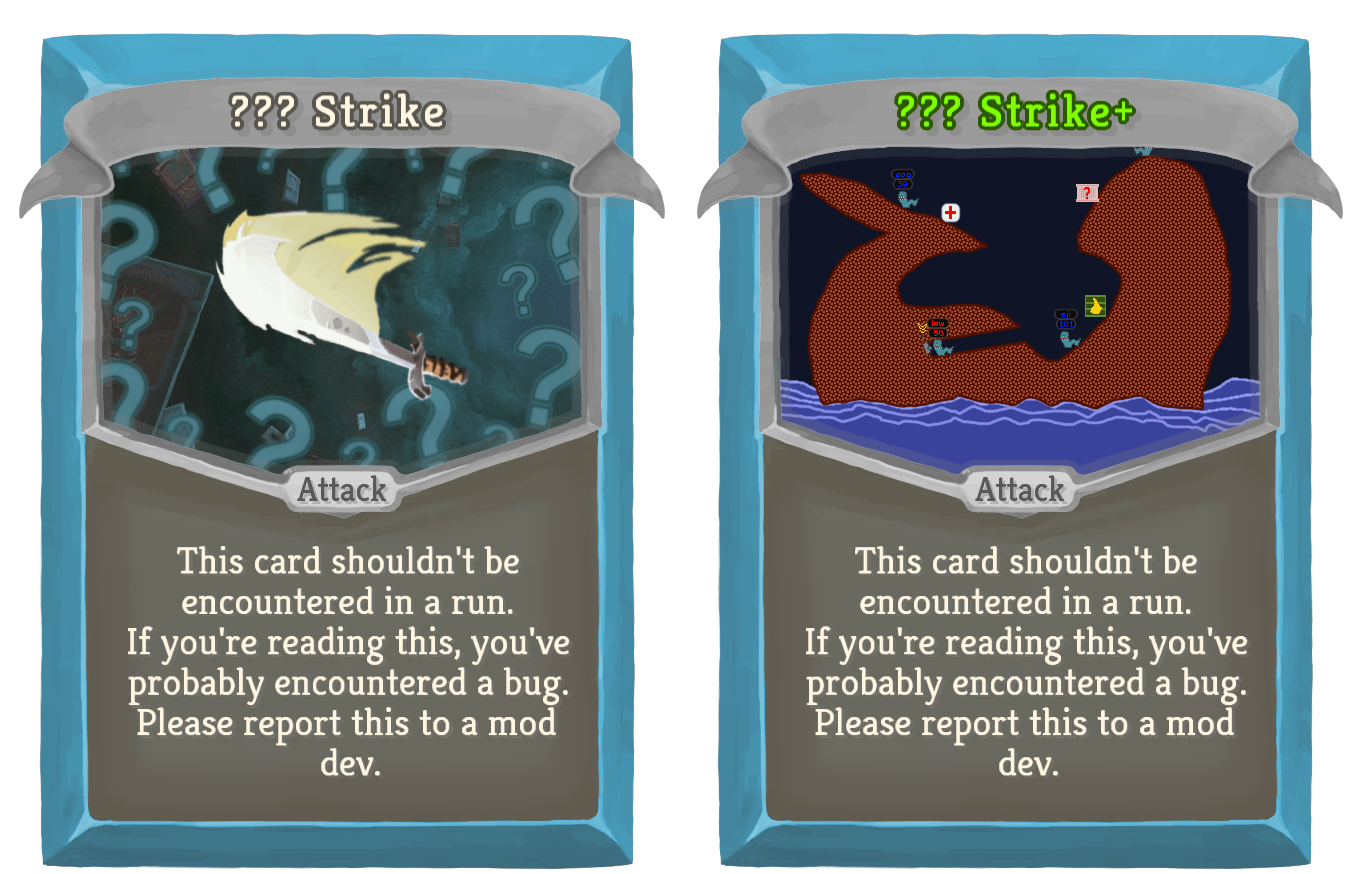 ??? Strike
Attack
This card shouldn't be
encountered in a run.
If you're reading this, you've
probably encountered a bug.
Please report this to a mod
dev.
??? Strike+
?
Attack
This card shouldn't be
encountered in a run.
If you're reading this, you've
probably encountered a bug.
Please report this to a mod
dev.